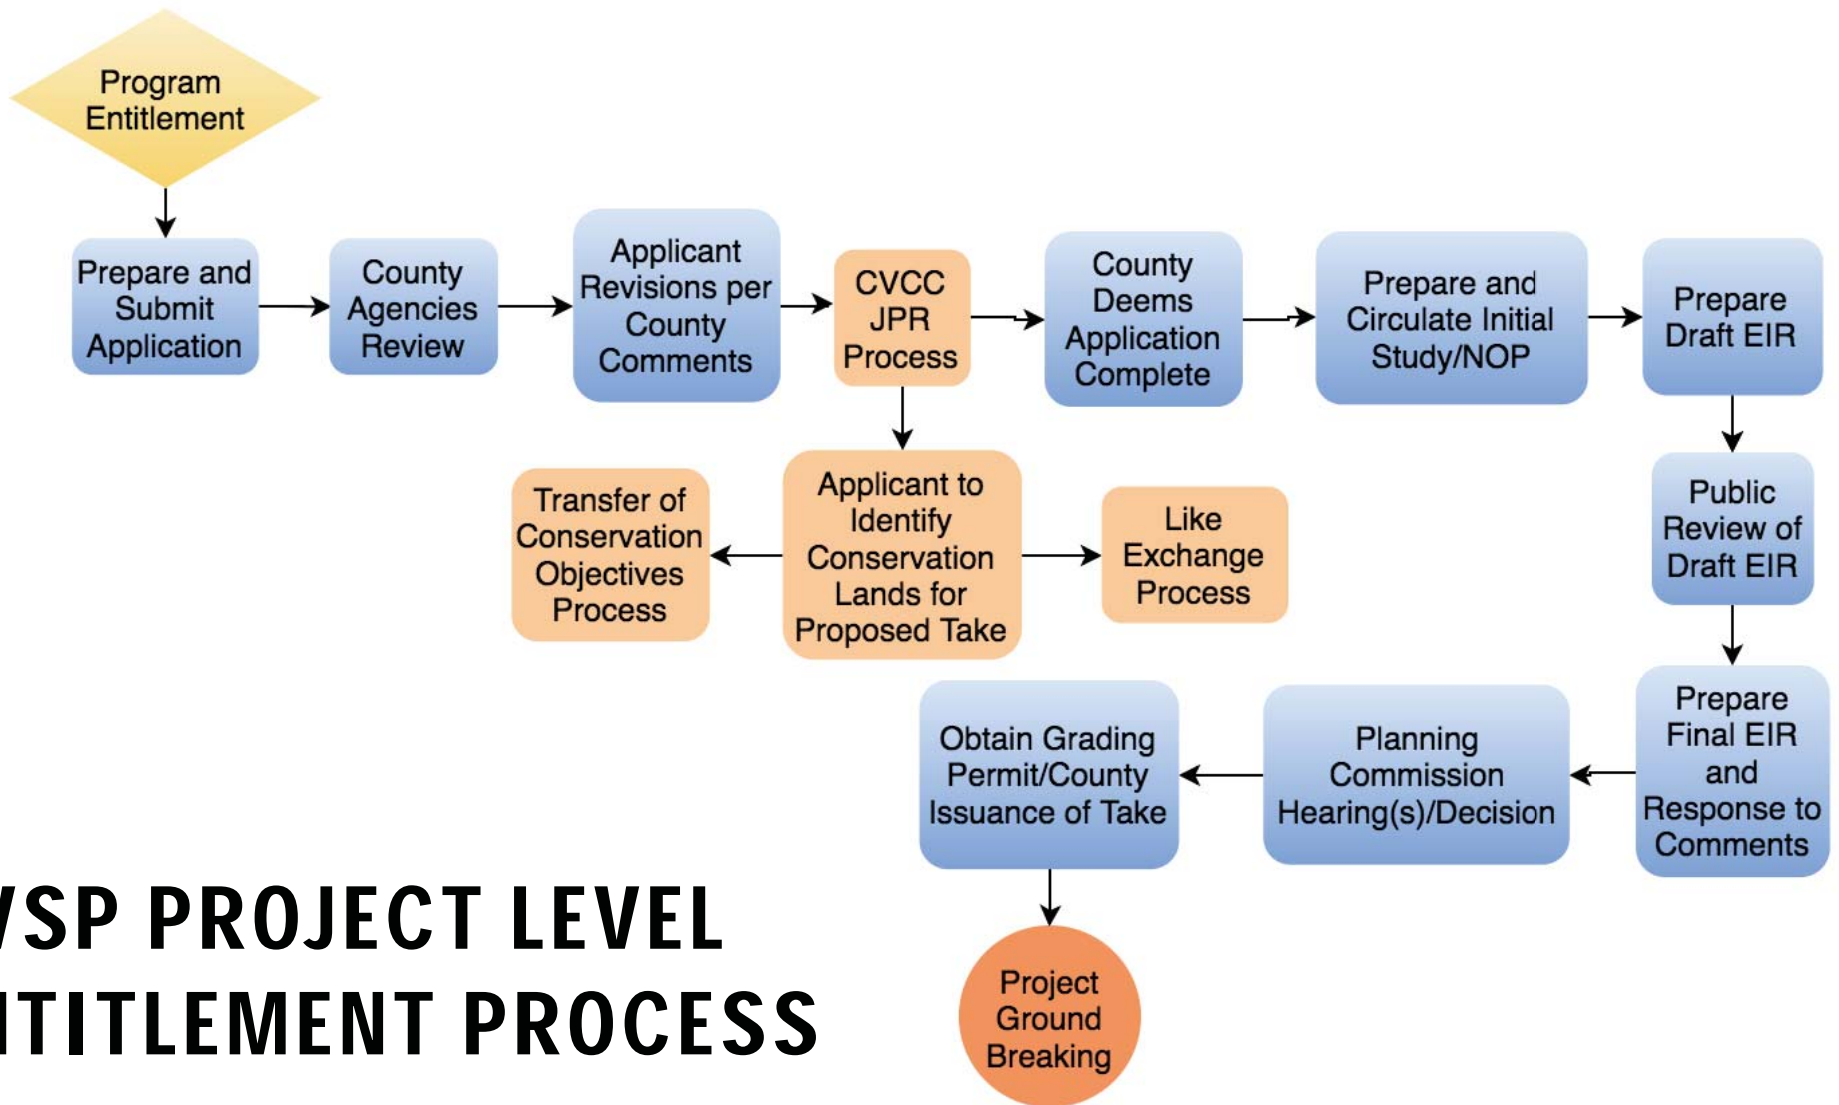 Program
Entitlement
Prepare and
Submit
Application
County
Agencies
Review
Applicant
Revisions per
County
Comments
CVCC
JPR
Process
County
Deems
Application
Complete
Prepare and
Circulate Initial
Study/NOP
Prepare
Draft EIR
Transfer of
Conservation
Objectives
Process
Applicant to
Identify
Conservation
Lands for
Proposed Take
Like
Exchange
Process
Public
Review of
Draft EIR
Prepare
Final EIR
and
Response to
Comments
Planning
Commission
Hearing(s)/Decision
Obtain Grading
Permit/County
Issuance of Take
Project
Ground
Breaking
VSP PROJECT LEVEL
NTITLEMENT PROCESS